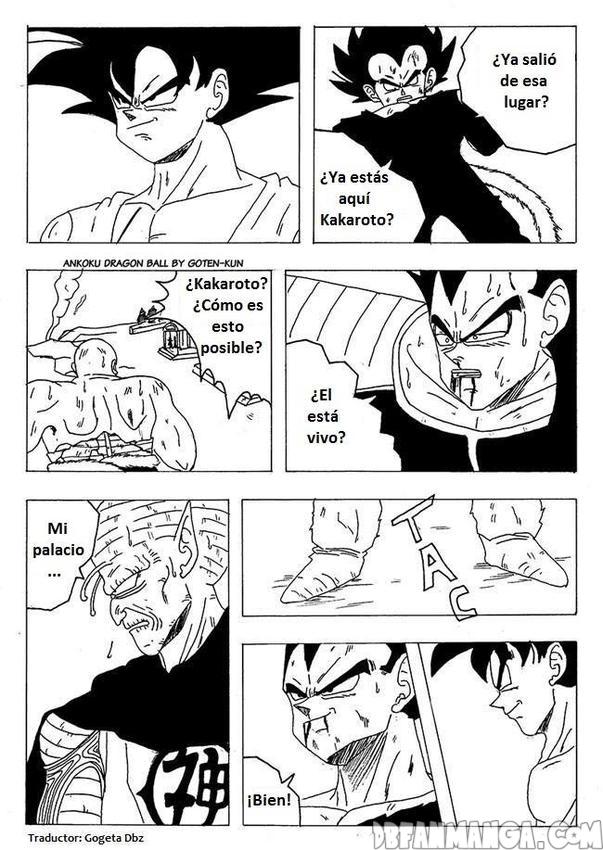 ¿Ya salió
de esa
lugar?
¿Ya estás
aquí
Kakaroto?
ANKOKU DRAGON BALL BY GOTEN-KUN
¿Kakaroto?
¿Cómo es
esto
posible?
¿El
está
vivo?
Mi
palacio
...
TAC
神
¡Bien!
Traductor: Gogeta Dbz
DBFANMANGA.COM